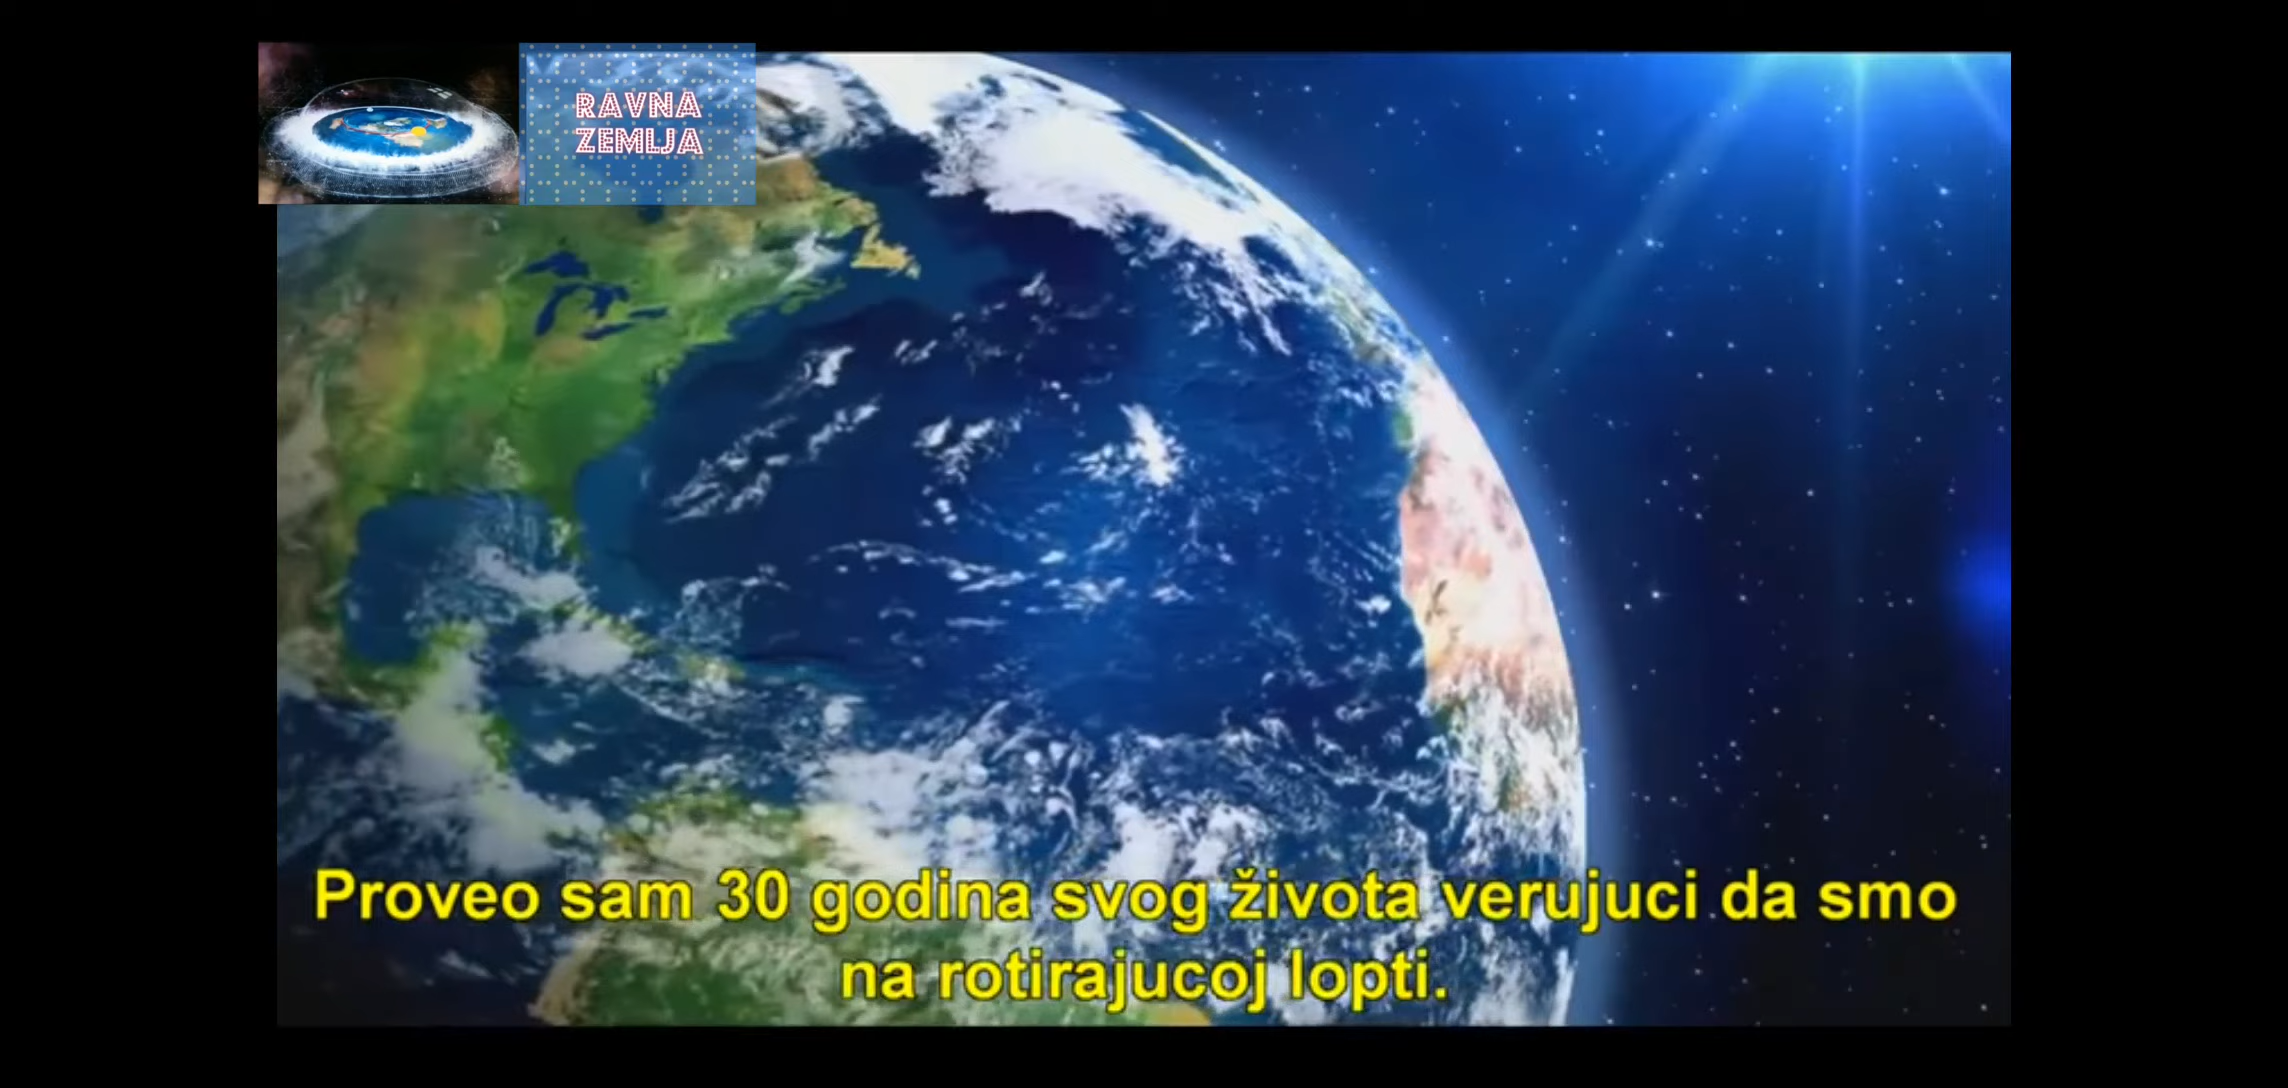 RAVNA
ZEMLJA
Proveo sam 30 godina svog života verujuci da smo
na rotirajucoj lopti.